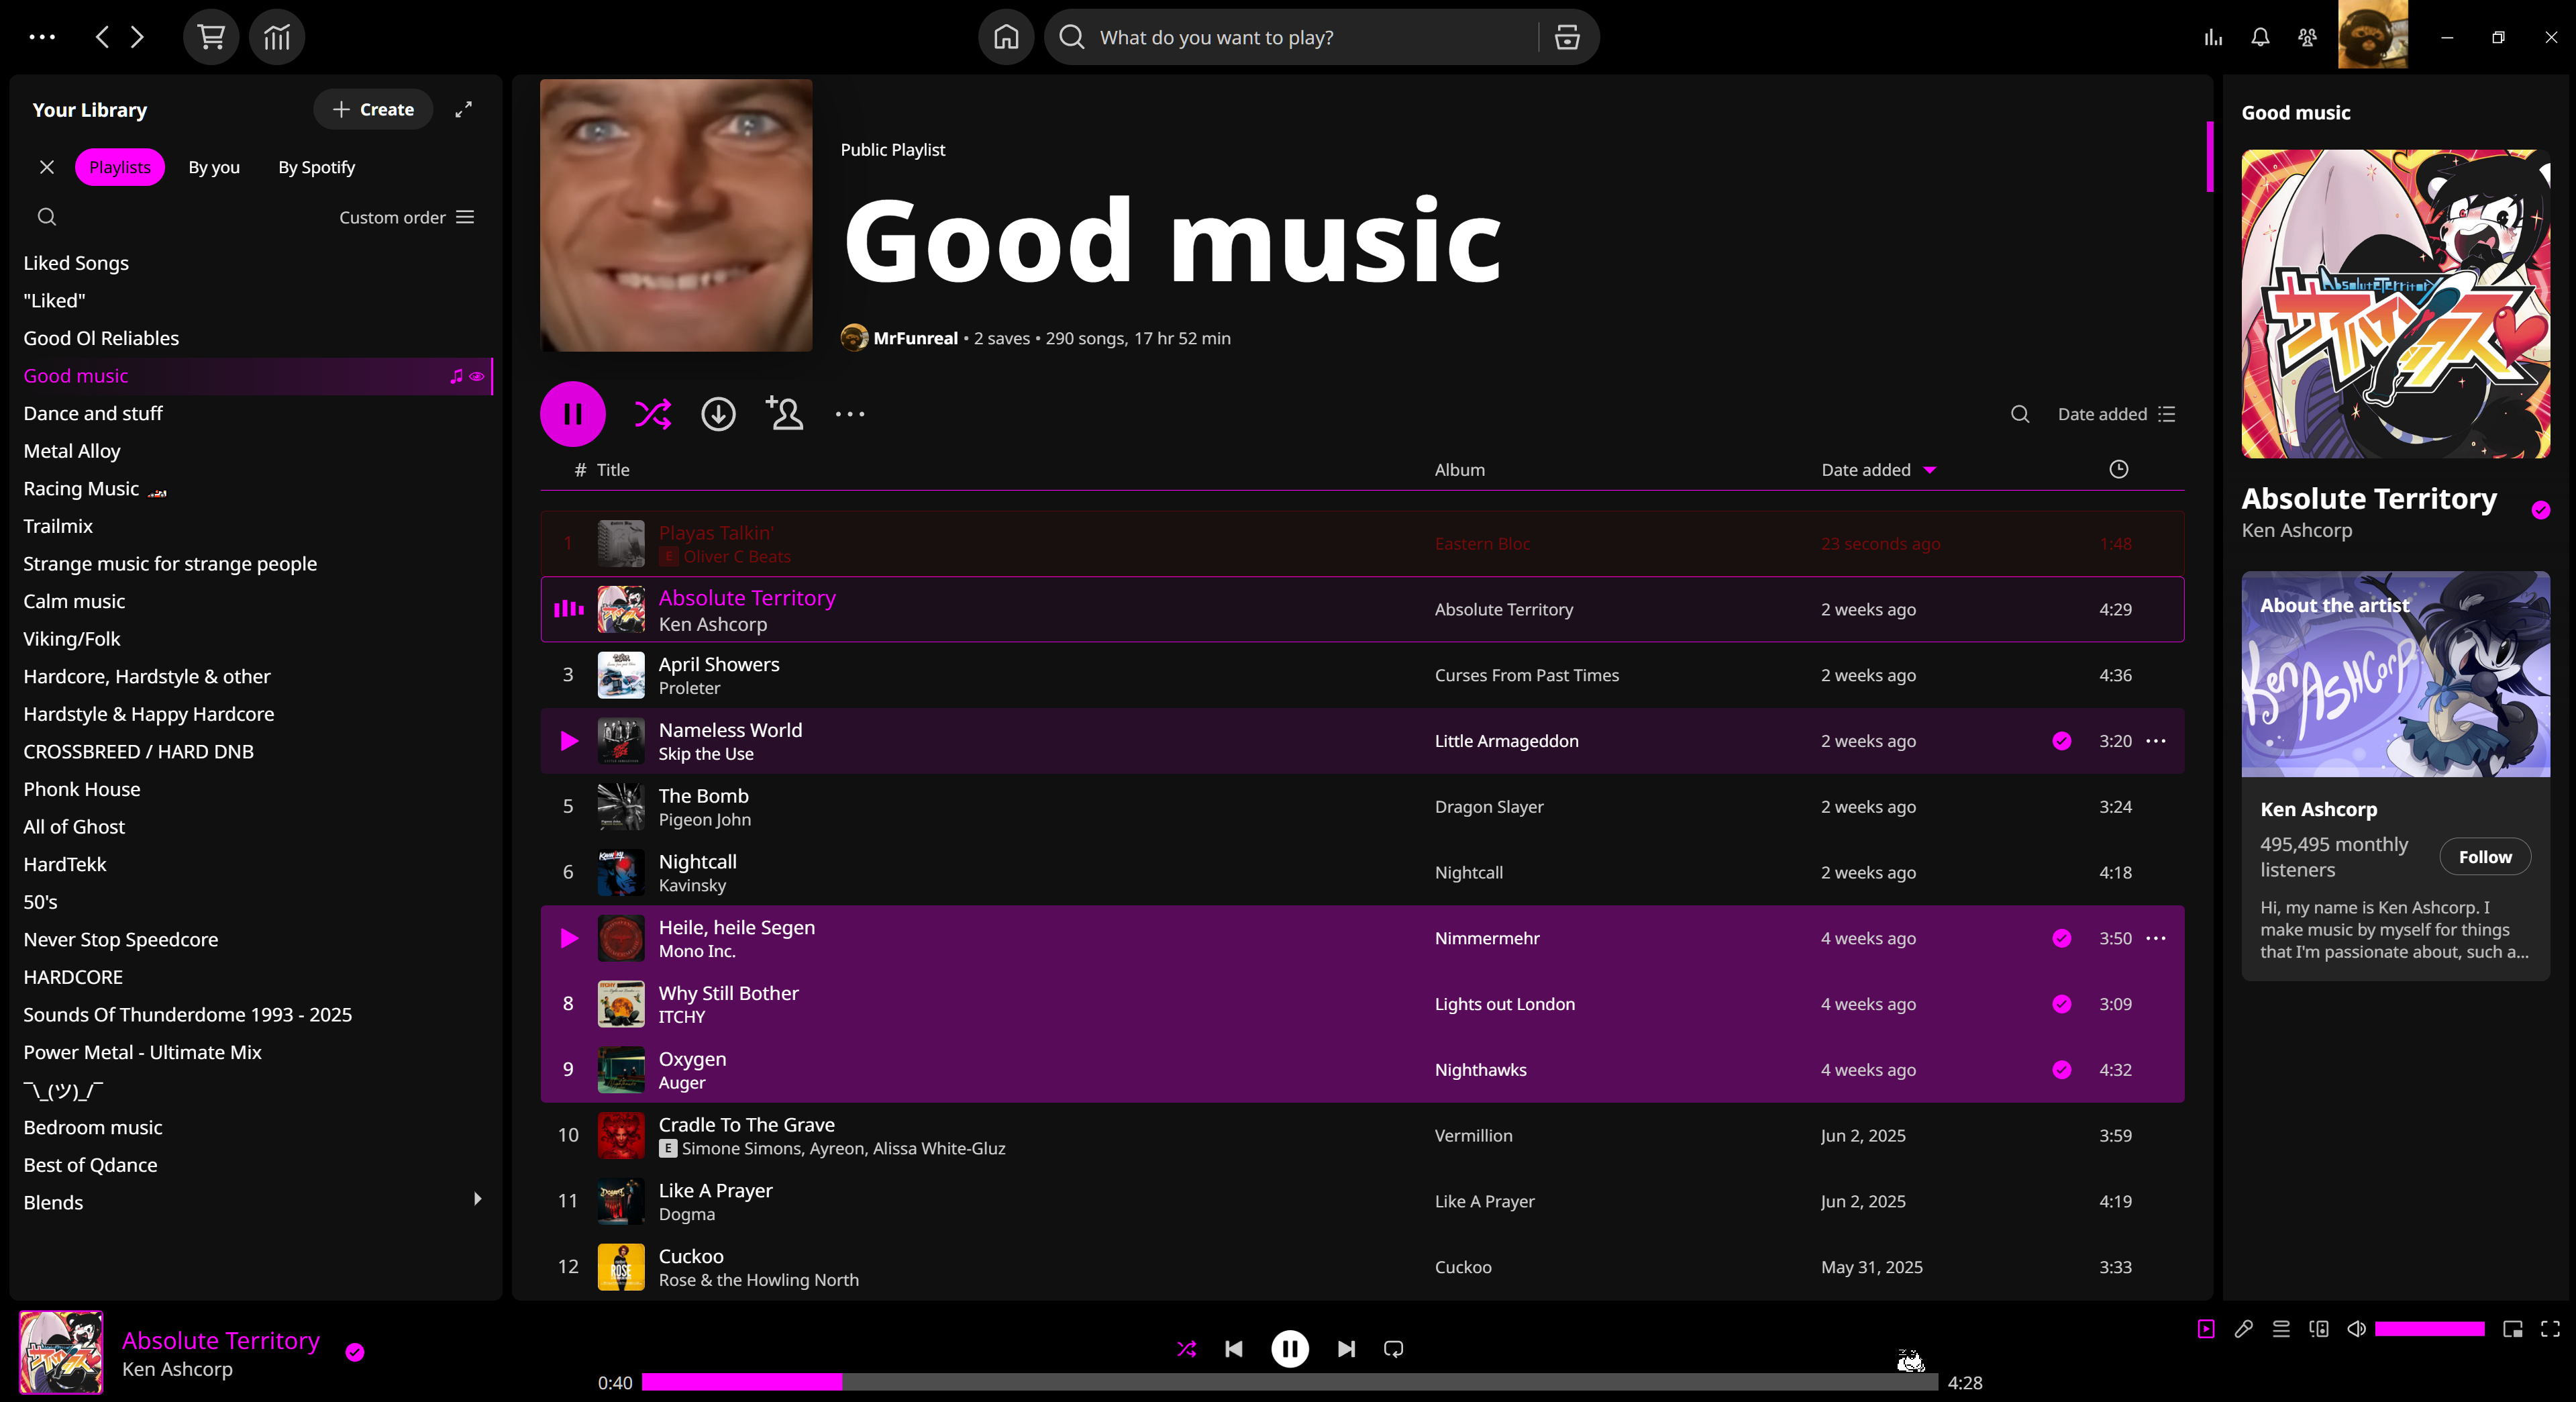 What do you want to play?
Your Library
Create
Playlists
By you
By Spotify
Custom order
Liked Songs
"Liked"
Good Ol Reliables
Good music
Dance and stuff
Metal Alloy
Racing Music 🏎️
Trailmix
Strange music for strange people
Calm music
Viking/Folk
Hardcore, Hardstyle & other
Hardstyle & Happy Hardcore
CROSSBREED / HARD DNB
Phonk House
All of Ghost
HardTekk
50's
Never Stop Speedcore
HARDCORE
Sounds Of Thunderdome 1993 - 2025
Power Metal - Ultimate Mix
¯\_(ツ)_/¯
Bedroom music
Best of Qdance
Blends
Public Playlist
Good music
MrFunreal • 2 saves • 290 songs, 17 hr 52 min
Date added
# Title Album Date added
1 Playas Talkin' Eastern Bloc 23 seconds ago 1:48
E Oliver C Beats
Absolute Territory Absolute Territory 2 weeks ago 4:29
Ken Ashcorp
3 April Showers Curses From Past Times 2 weeks ago 4:36
Proleter
Nameless World Little Armageddon 2 weeks ago 3:20
Skip the Use
5 The Bomb Dragon Slayer 2 weeks ago 3:24
Pigeon John
6 Nightcall Nightcall 2 weeks ago 4:18
Kavinsky
Heile, heile Segen Nimmermehr 4 weeks ago 3:50
Mono Inc.
8 Why Still Bother Lights out London 4 weeks ago 3:09
ITCHY
9 Oxygen Nighthawks 4 weeks ago 4:32
Auger
10 Cradle To The Grave Vermillion Jun 2, 2025 3:59
E Simone Simons, Ayreon, Alissa White-Gluz
11 Like A Prayer Like A Prayer Jun 2, 2025 4:19
Dogma
12 Cuckoo Cuckoo May 31, 2025 3:33
Rose & the Howling North
Good music
AbsoluteTerritory
Absolute Territory
Ken Ashcorp
About the artist
Ken AsHCorp
Ken Ashcorp
495,495 monthly
listeners
Follow
Hi, my name is Ken Ashcorp. I
make music by myself for things
that I'm passionate about, such a...
Absolute Territory
Ken Ashcorp
0:40
4:28